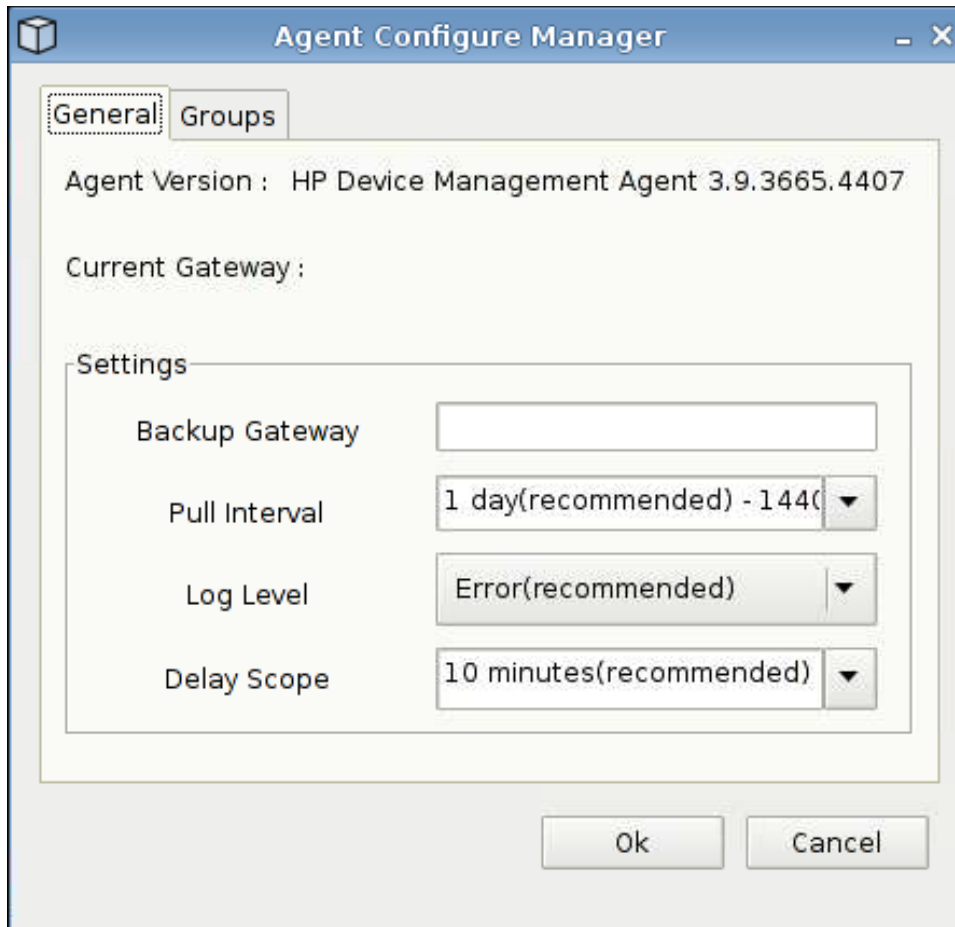 Agent Configure Manager
General Groups
Agent Version : HP Device Management Agent 3.9.3665.4407
Current Gateway :
Settings
Backup Gateway
Pull Interval 1 day(recommended) - 1440
Log Level Error(recommended)
Delay Scope 10 minutes(recommended)
Ok Cancel